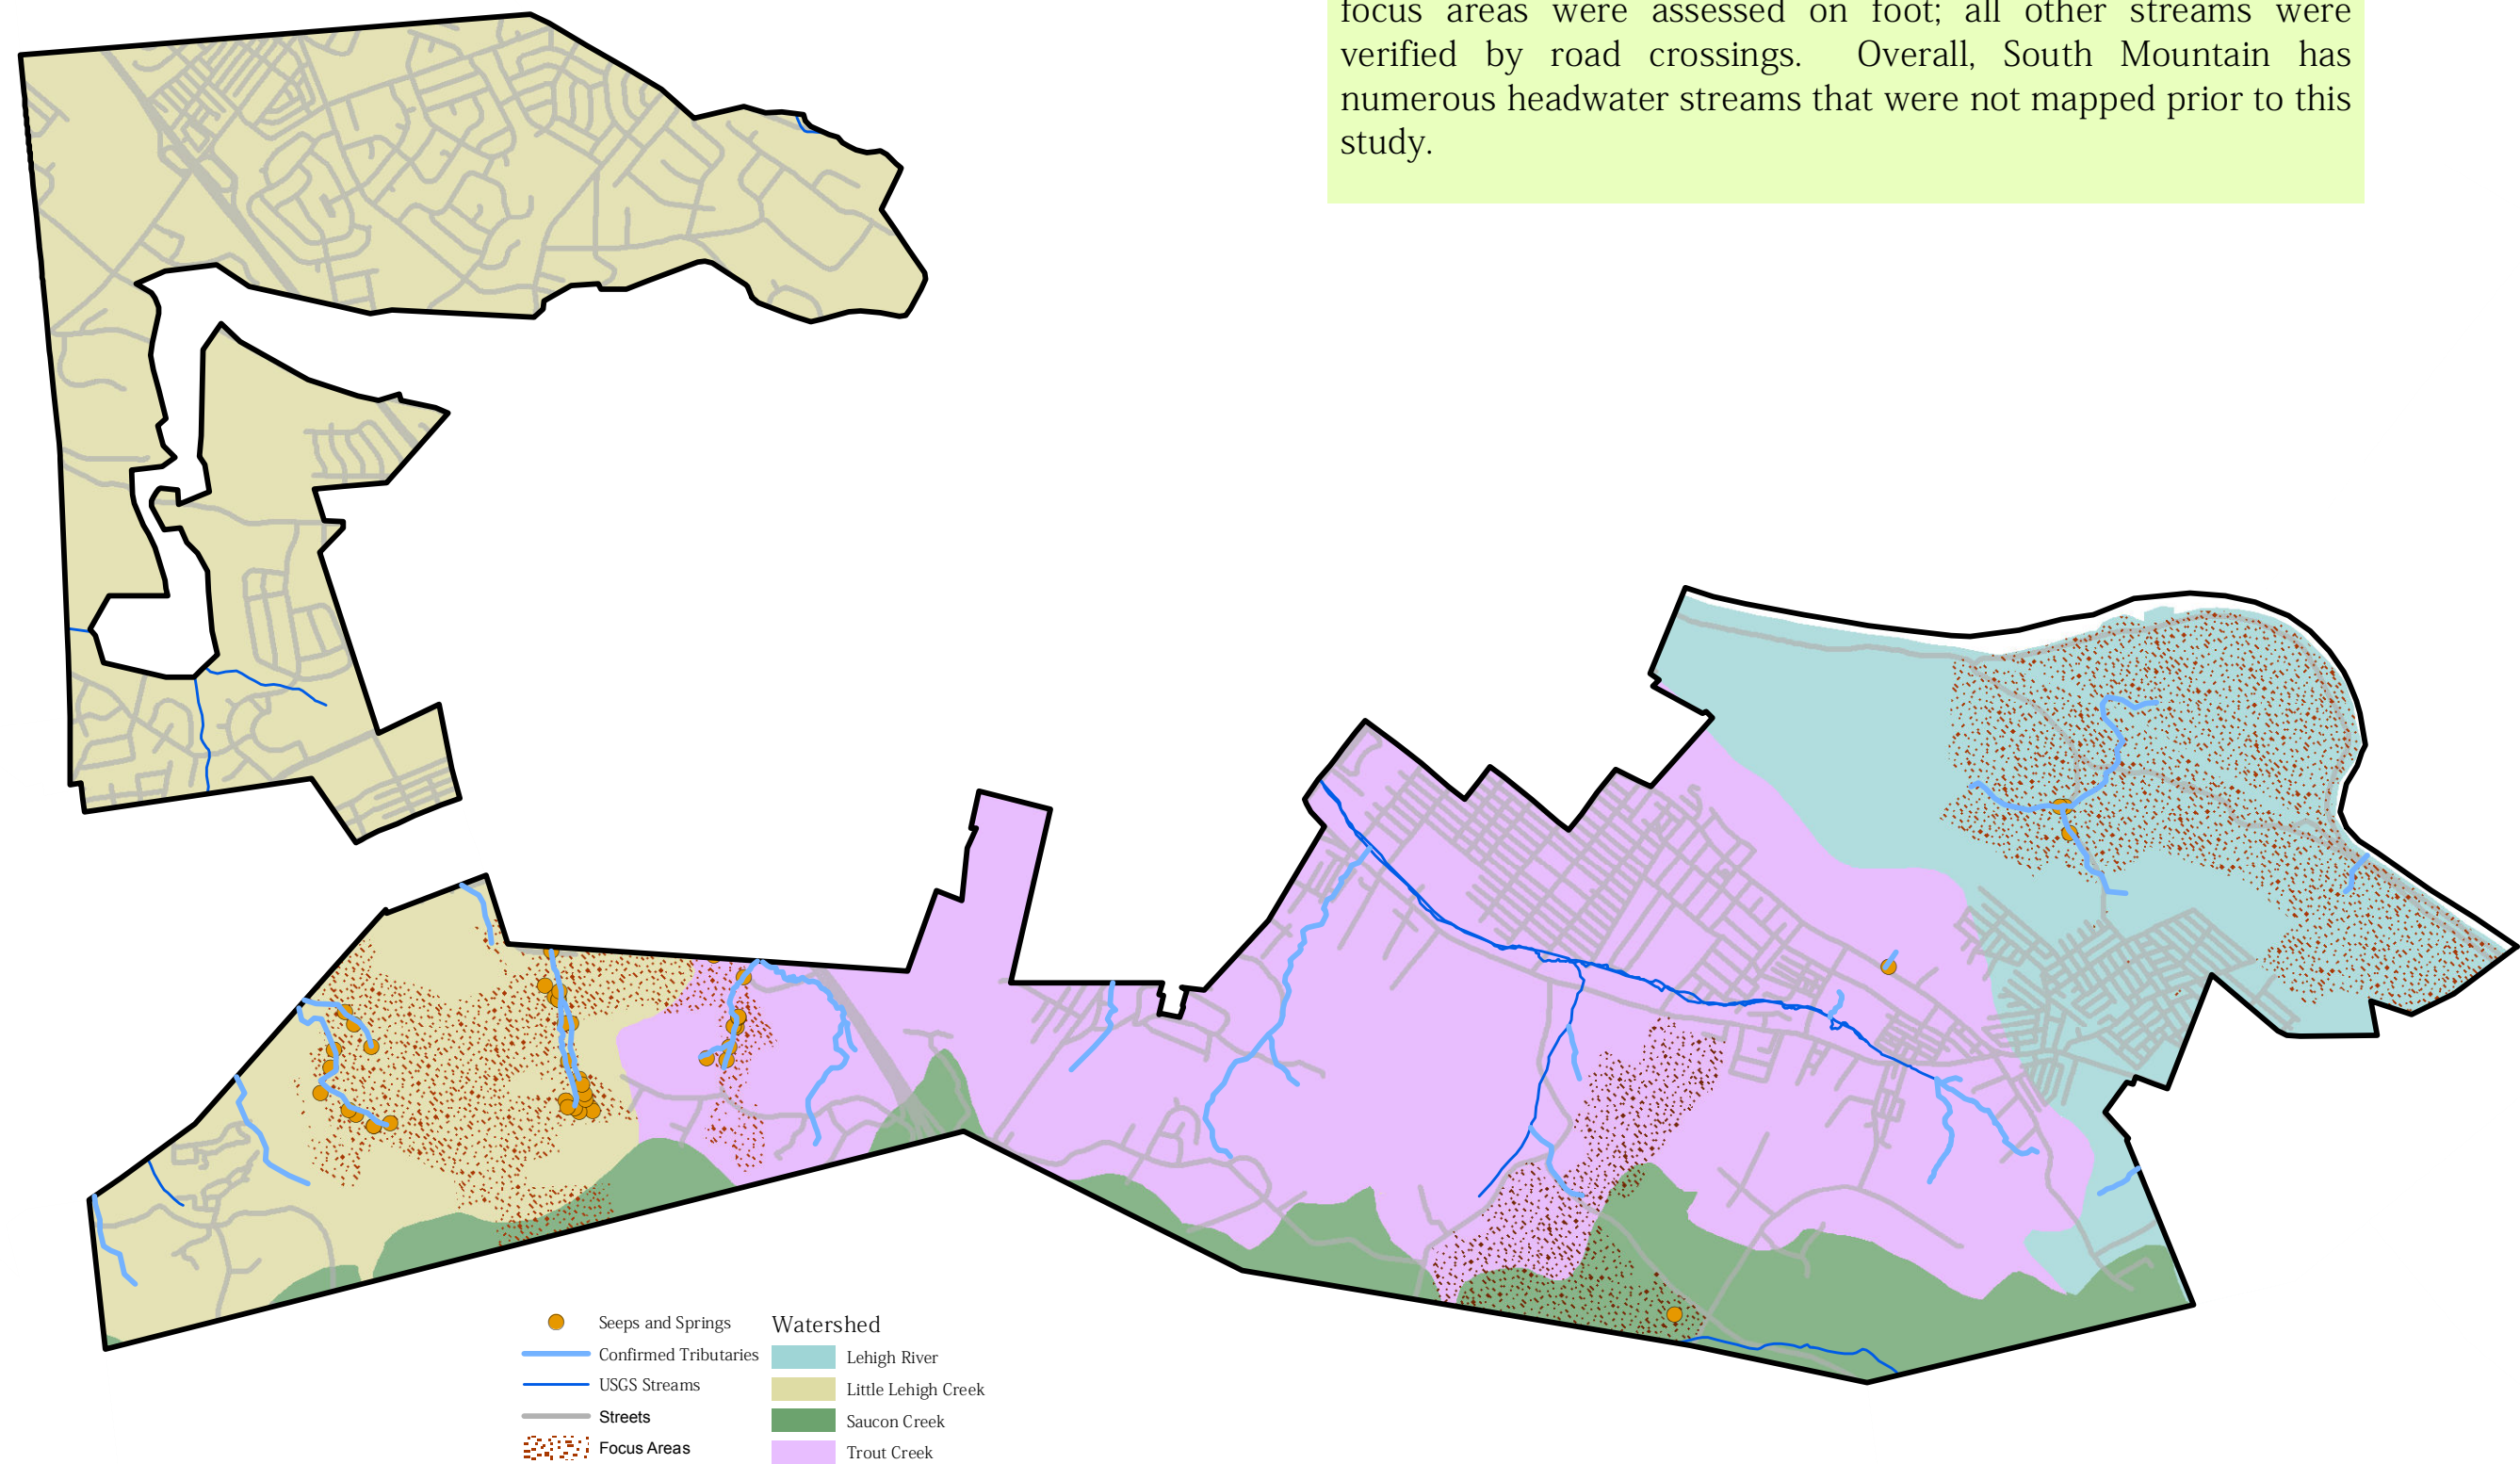 focus areas were assessed on foot; all other streams were
verified by road crossings. Overall, South Mountain has
numerous headwater streams that were not mapped prior to this
study.
Seeps and Springs
Confirmed Tributaries
USGS Streams
Streets
Focus Areas
Watershed
Lehigh River
Little Lehigh Creek
Saucon Creek
Trout Creek